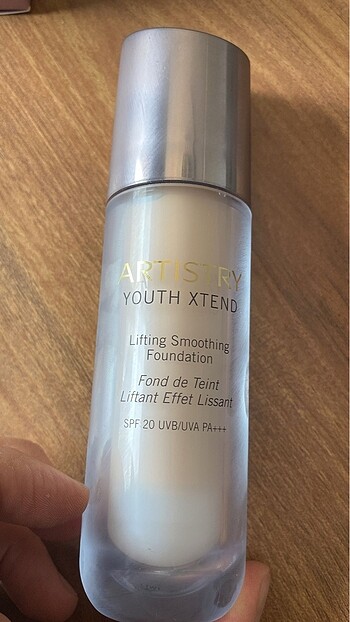 ARTISTRY
YOUTH XTEND
Lifting Smoothing
Foundation
Fond de Teint
Liftant Effet Lissant
SPF 20 UVB/UVA PA+++